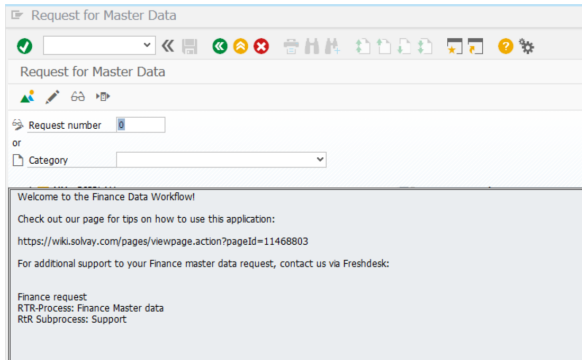 Request for Master Data
Request for Master Data
Request number 0
or
Category
Welcome to the Finance Data Workflow!
Check out our page for tips on how to use this application:
https://wiki.solvay.com/pages/viewpage.action?pageId=11468803
For additional support to your Finance master data request, contact us via Freshdesk:
Finance request
RTR-Process: Finance Master data
RtR Subprocess: Support